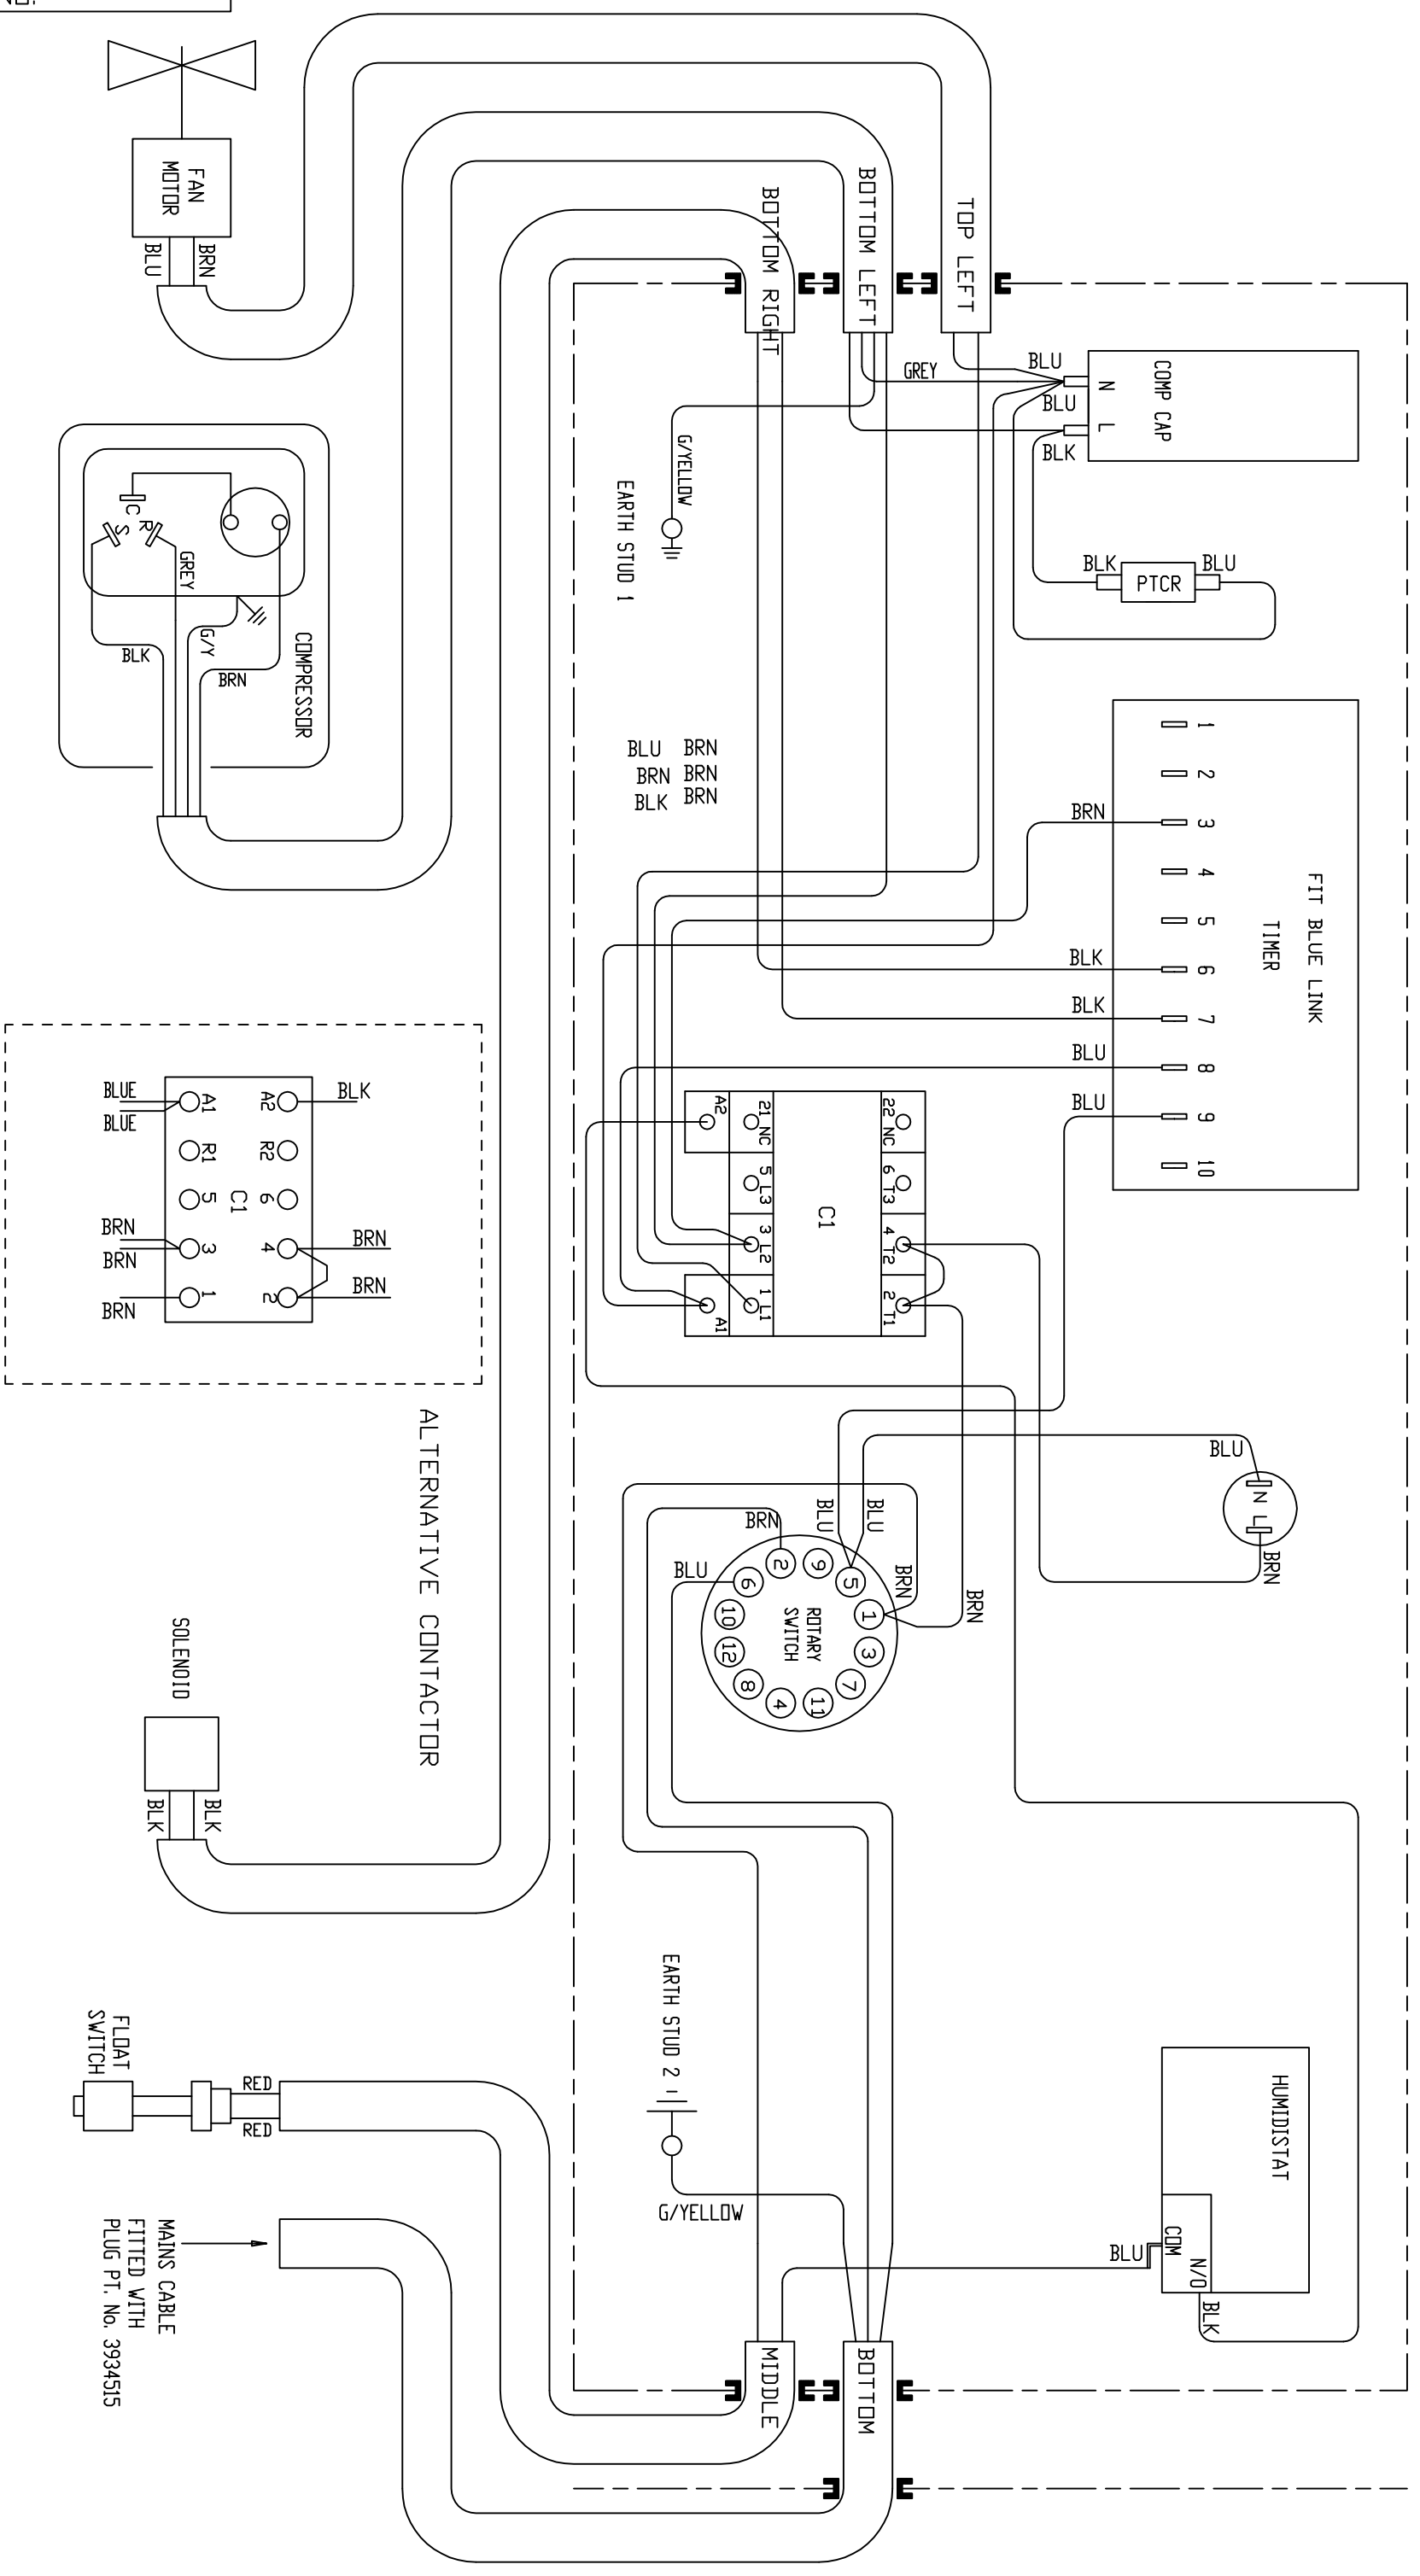 NO.
FAN
MOTOR
BLU
BRN
TOP LEFT
BOTTOM LEFT
BOTTOM RIGHT
COMP CAP
N
L
BLU
GREY
BLU
BLK
G/YELLOW
EARTH STUD 1
BLK
PTCR
BLU
C
R
S
GREY
G/Y
BLK
BRN
COMPRESSOR
BLU BRN
BRN BRN
BLK BRN
FIT BLUE LINK
TIMER
1
2
3
4
5
6
7
8
9
10
BRN
BLK
BLK
BLU
BLU
A2
21 NC
5 L3
3 L2
1 L1
A1
C1
22 NC
6 T3
4 T2
2 T1
BLUE
BLUE
BLK
A1
A2
R1
R2
5
C1
6
3
4
1
2
BRN
BRN
BRN
BRN
BRN
ALTERNATIVE CONTACTOR
BLU
N
L
BRN
BLU
BLU
BRN
BRN
BRN
BLU
ROTARY
SWITCH
2
9
5
6
1
10
3
12
7
8
4
11
SOLENOID
BLK
BLK
EARTH STUD 2
G/YELLOW
HUMIDISTAT
COM
N/O
BLU
BLK
FLOAT
SWITCH
RED
RED
MAINS CABLE
FITTED WITH
PLUG PT. No. 3934515
MIDDLE
BOTTOM